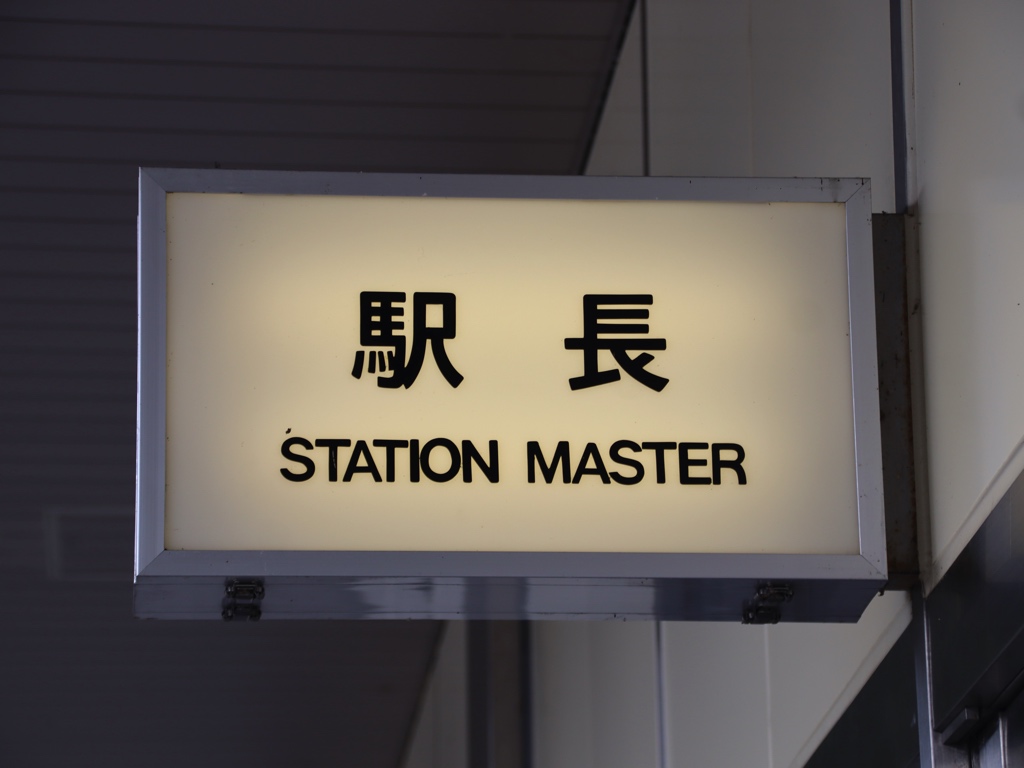 駅 長
STATION MASTER